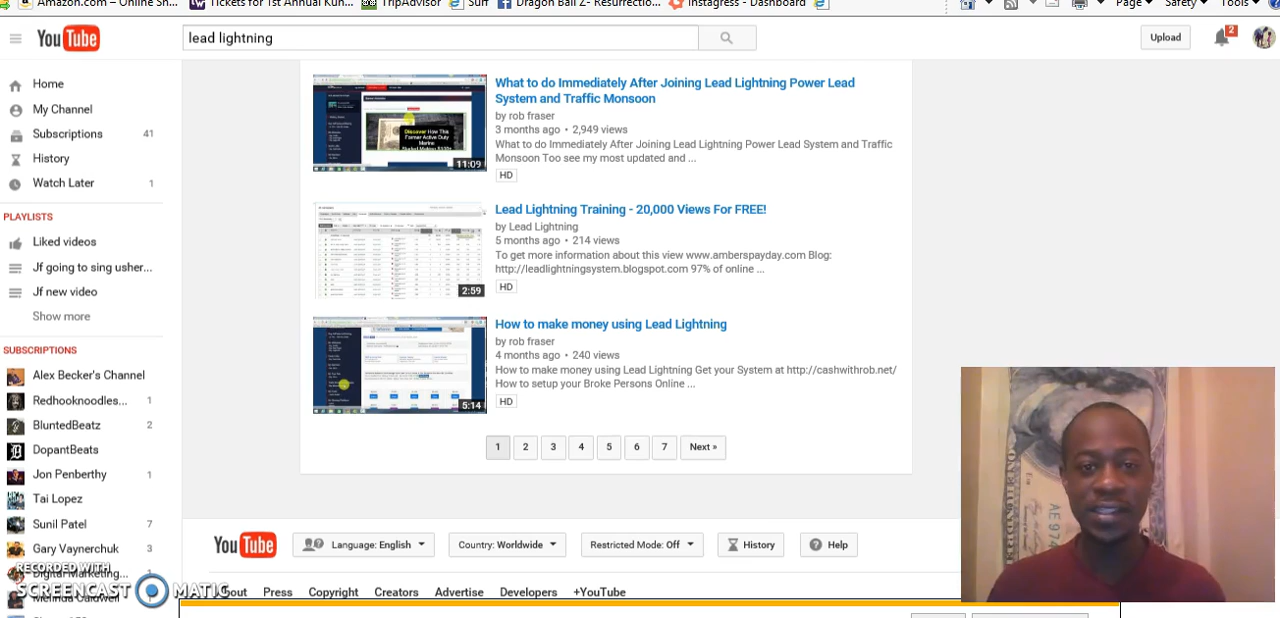 Amazon.com – Online Sh...
Tickets for 1st Annual Kun...
TripAdvisor
Stuff
Dragon Ball Z- Resurrectio...
Instagress - Dashboard
Page
Safety
Tools
YouTube
lead lightning
Upload
2
Home
My Channel
Subscriptions 41
History
Watch Later 1
PLAYLISTS
Liked videos
Jf going to sing usher...
Jf new video
Show more
SUBSCRIPTIONS
Alex Becker's Channel
Redhooknoodles... 1
BluntedBeatz 2
DopantBeats
Jon Penberthy 1
Tai Lopez
Sunil Patel 7
Gary Vaynerchuk 3
Digital Marketing... 1
Melinda Caldwell
RECORDED WITH
SCREENCAST MATIC
What to do Immediately After Joining Lead Lightning Power Lead
System and Traffic Monsoon
by rob fraser
3 months ago • 2,949 views
What to do Immediately After Joining Lead Lightning Power Lead System and Traffic
Monsoon Too see my most updated and ...
HD
11:09
Lead Lightning Training - 20,000 Views For FREE!
by Lead Lightning
5 months ago • 214 views
To get more information about this view www.amberspayday.com Blog:
http://leadlightningsystem.blogspot.com 97% of online ...
HD
2:59
How to make money using Lead Lightning
by rob fraser
4 months ago • 240 views
How to make money using Lead Lightning Get your System at http://cashwithrob.net/
How to setup your Broke Persons Online ...
HD
5:14
1 2 3 4 5 6 7 Next »
YouTube
Language: English
Country: Worldwide
Restricted Mode: Off
History
Help
Press Copyright Creators Advertise Developers +YouTube